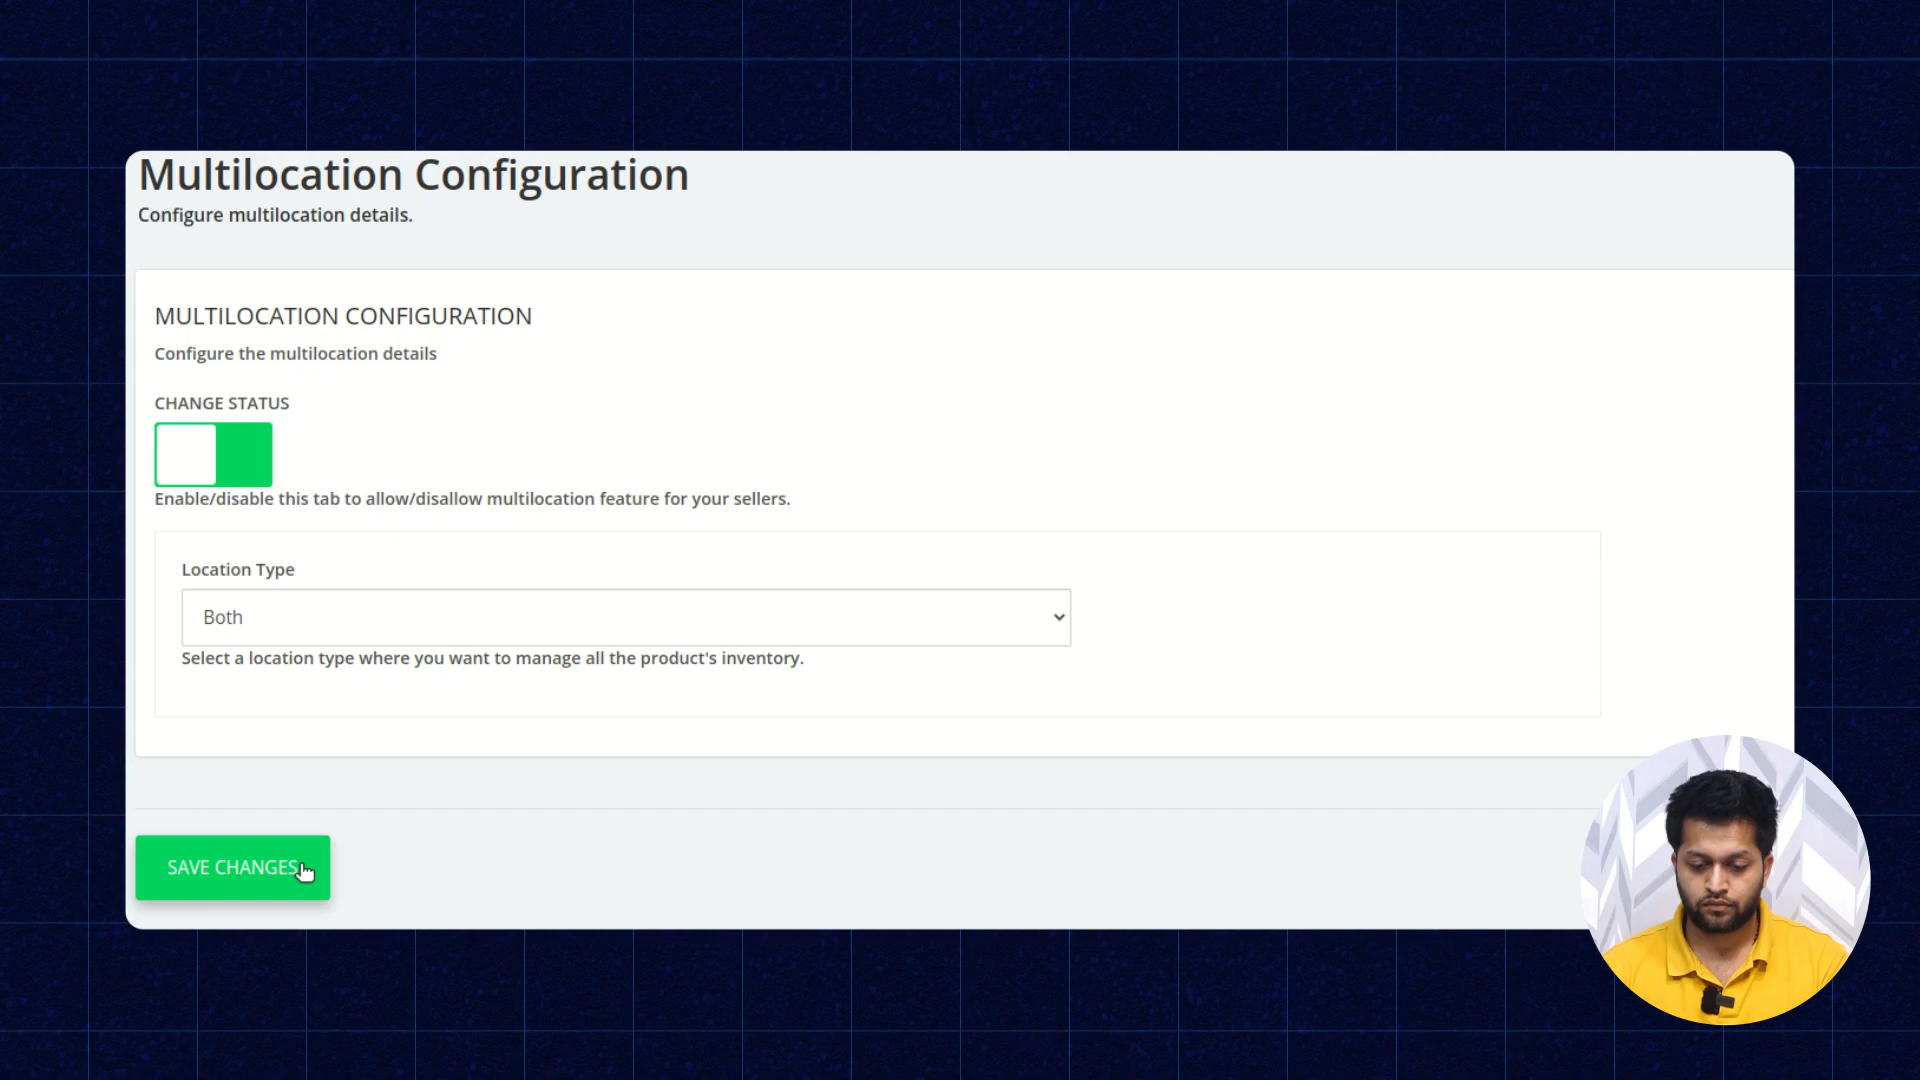 Multilocation Configuration
Configure multilocation details.
MULTILOCATION CONFIGURATION
Configure the multilocation details
CHANGE STATUS
Enable/disable this tab to allow/disallow multilocation feature for your sellers.
Location Type
Both
Select a location type where you want to manage all the product's inventory.
SAVE CHANGES